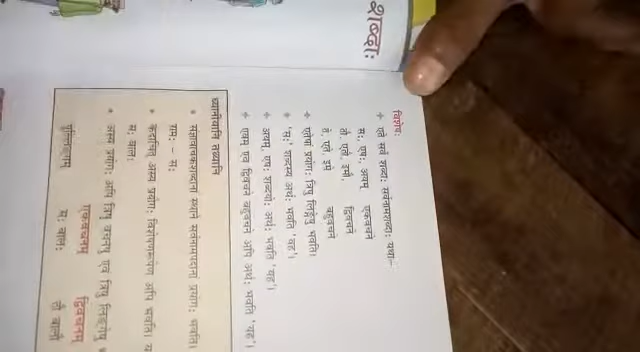 शब्दाः
विशेषः
एते सर्वे शब्दाः सर्वनामशब्दाः यथा—
सः, एषः, अयम् एकवचने
तौ, एतौ, इमौ द्विवचने
ते, एते, इमे बहुवचने
एतेषां प्रयोगः त्रिषु लिङ्गेषु भवति।
'सः' शब्दस्य अर्थः भवति 'वह'।
अयम्, एषः शब्दयोः अर्थः भवति 'यह'।
एवम् एव द्विवचने बहुवचने अपि अर्थः भवति 'वह'।
ध्यानीयानि तथ्यानि
संज्ञावाचकशब्दानां स्थाने सर्वनामपदानां प्रयोगः भवति।
रामः – सः
कदाचित् अस्य प्रयोगः विशेषणरूपेण अपि भवति। य
सः बालः
अस्य प्रयोगः अपि त्रिषु वचनेषु एवं त्रिषु लिङ्गेषु
एकवचनम् द्विवचनम्
पुल्लिङ्गम् सः बालः तौ बालौ